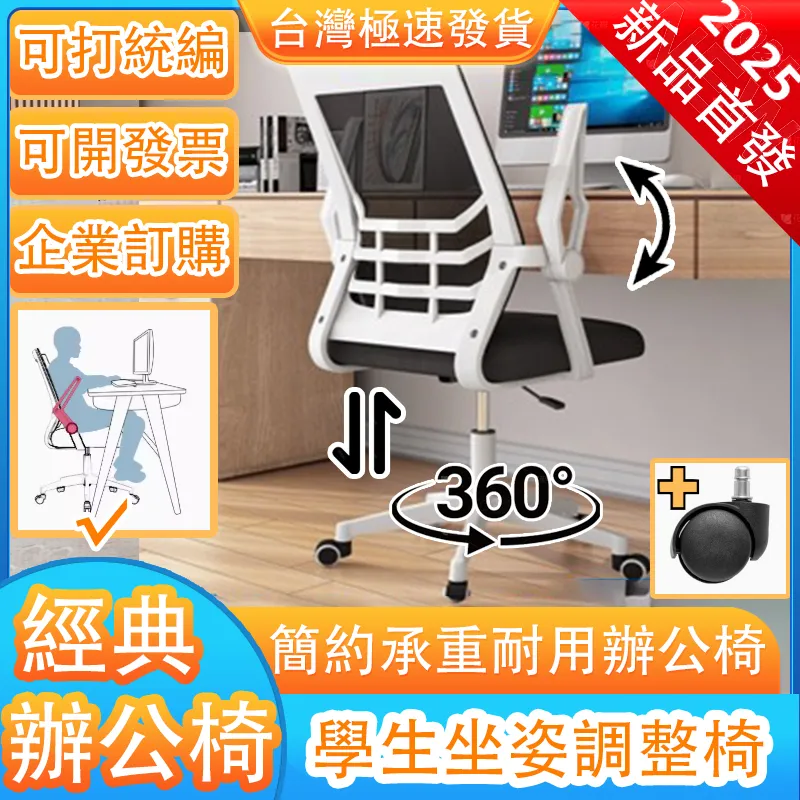 台灣極速發貨
2025
新品首發
可打統編
可開發票
企業訂購
360°
經典
辦公椅
簡約承重耐用辦公椅
學生坐姿調整椅